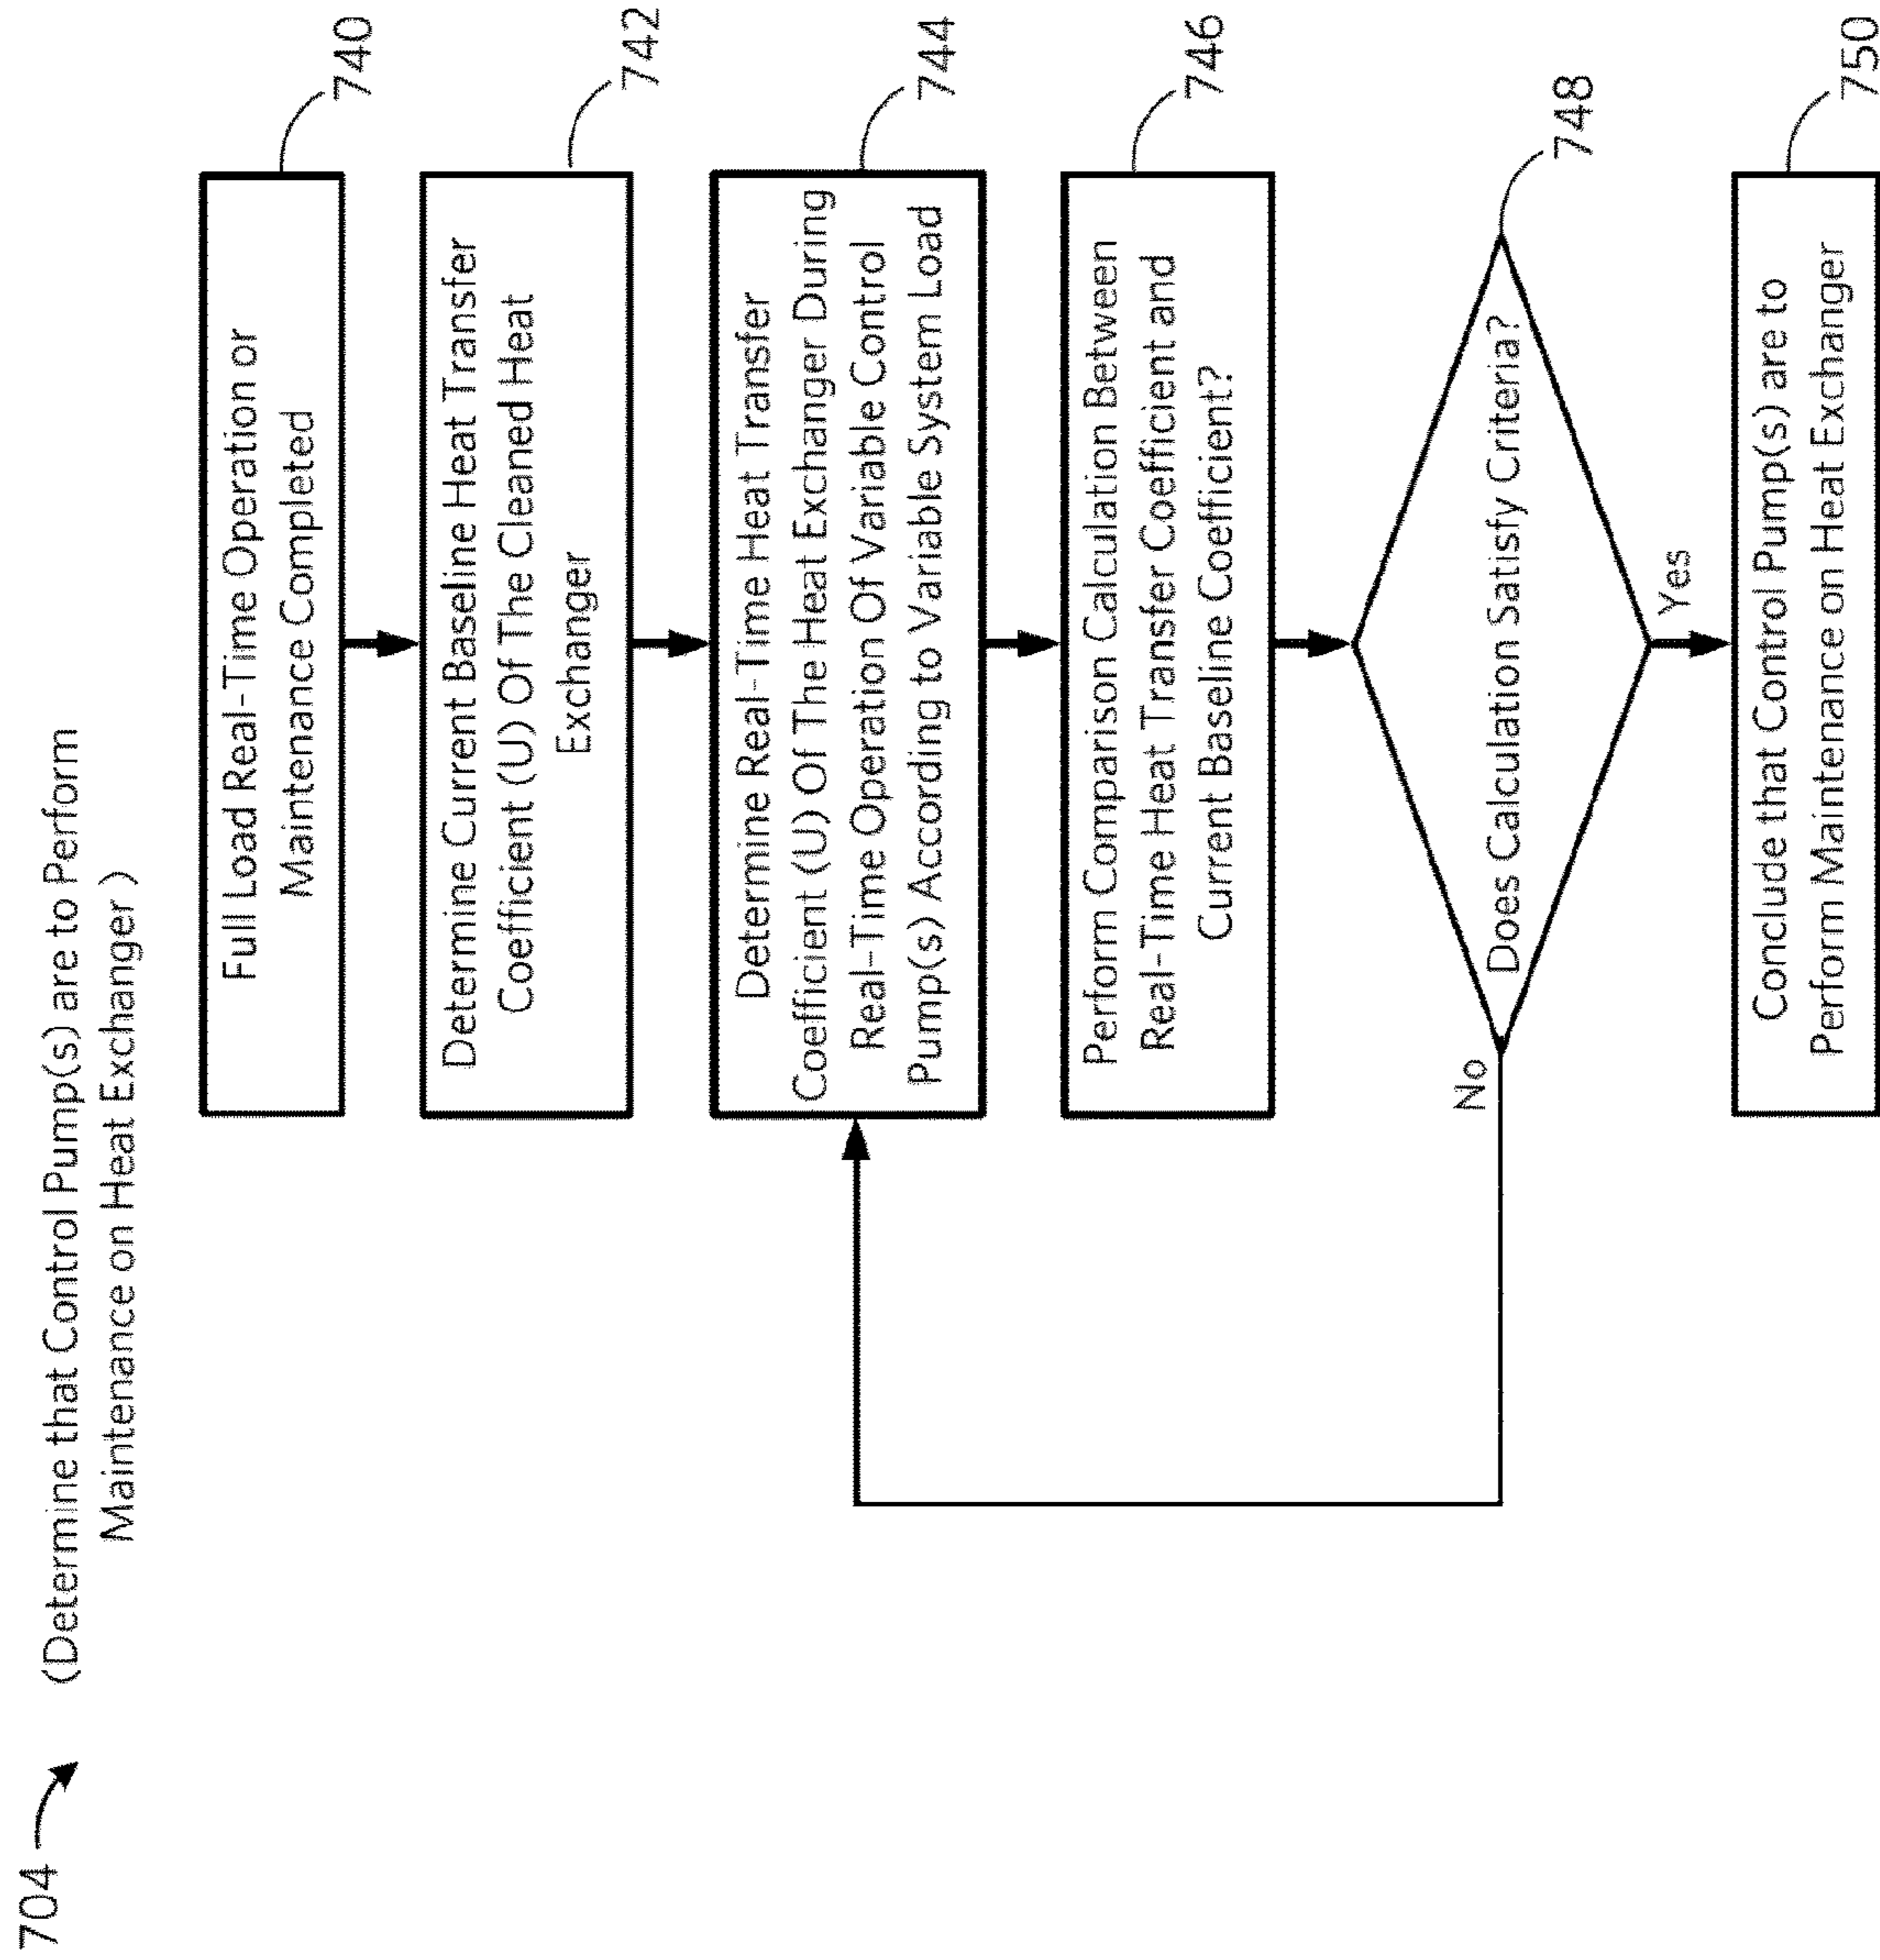 704
(Determine that Control Pump(s) are to Perform
Maintenance on Heat Exchanger )
Full Load Real-Time Operation or
Maintenance Completed
740
Determine Current Baseline Heat Transfer
Coefficient (U) Of The Cleaned Heat
Exchanger
742
Determine Real-Time Heat Transfer
Coefficient (U) Of The Heat Exchanger During
Real-Time Operation Of Variable Control
Pump(s) According to Variable System Load
744
Perform Comparison Calculation Between
Real-Time Heat Transfer Coefficient and
Current Baseline Coefficient?
746
Does Calculation Satisfy Criteria?
748
No
Yes
Conclude that Control Pump(s) are to
Perform Maintenance on Heat Exchanger
750